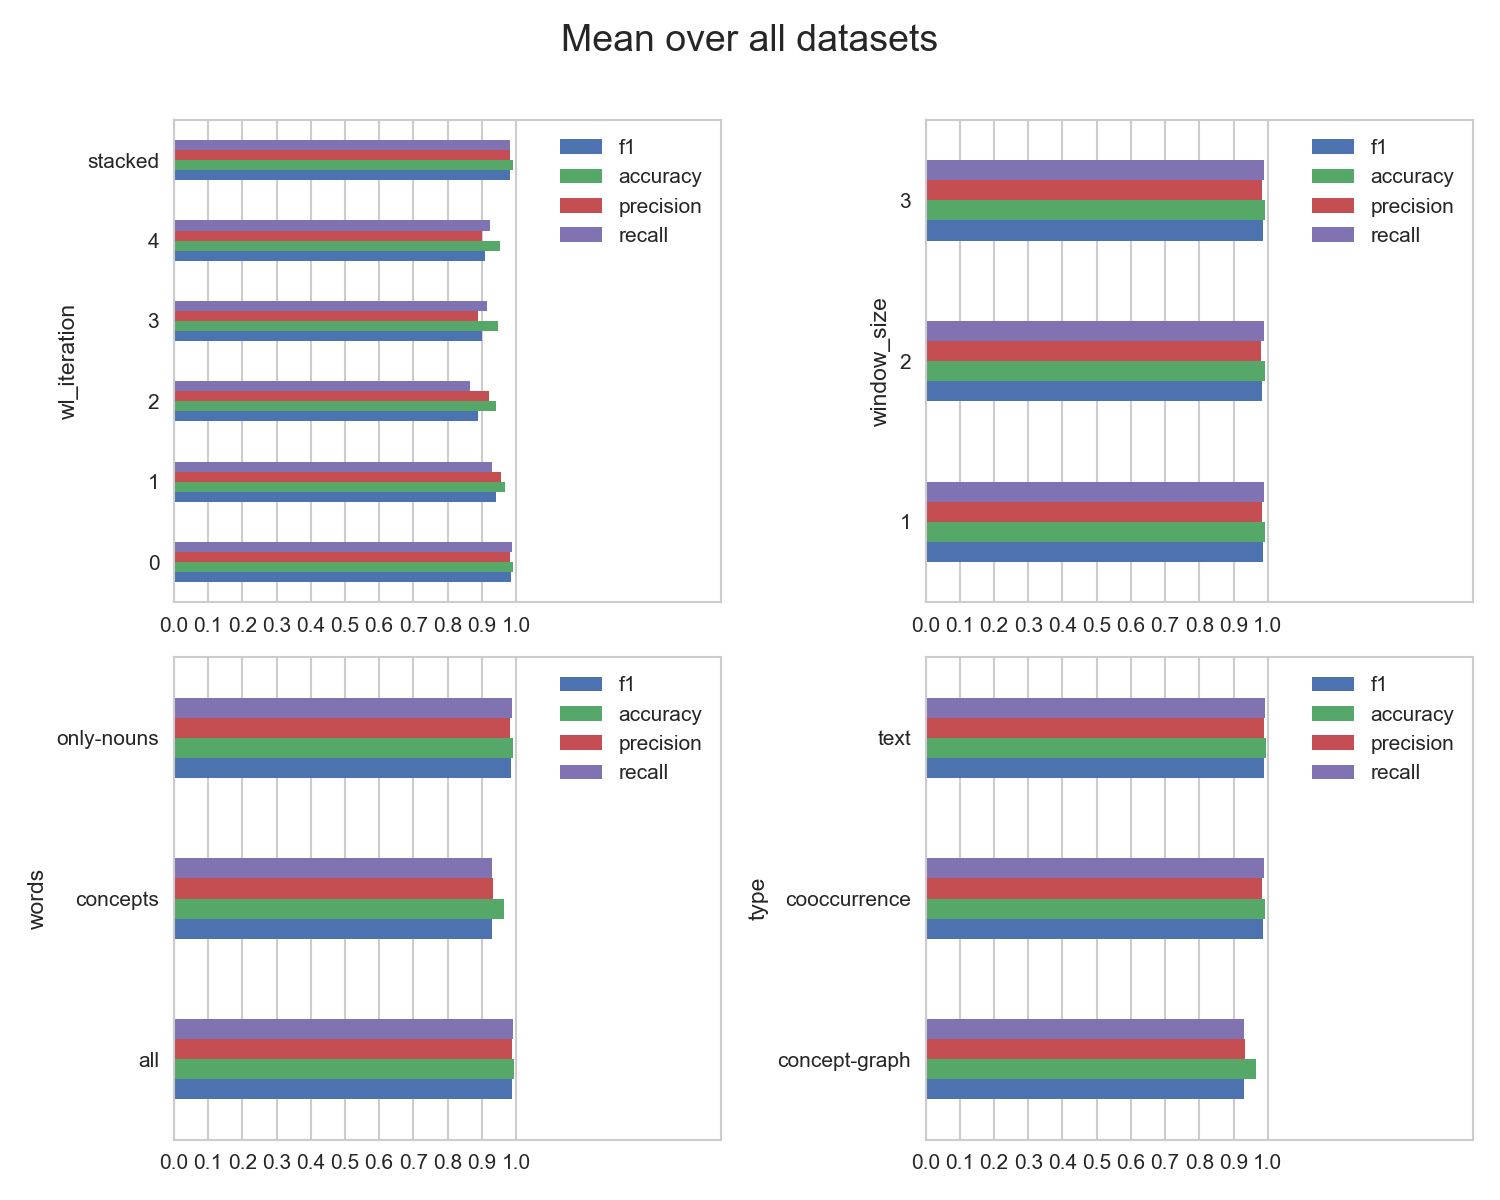 Mean over all datasets
wl_iteration
stacked
4
3
2
1
0
0.0 0.1 0.2 0.3 0.4 0.5 0.6 0.7 0.8 0.9 1.0
f1
accuracy
precision
recall
window_size
3
2
1
0.0 0.1 0.2 0.3 0.4 0.5 0.6 0.7 0.8 0.9 1.0
f1
accuracy
precision
recall
words
only-nouns
concepts
all
0.0 0.1 0.2 0.3 0.4 0.5 0.6 0.7 0.8 0.9 1.0
f1
accuracy
precision
recall
type
text
cooccurrence
concept-graph
0.0 0.1 0.2 0.3 0.4 0.5 0.6 0.7 0.8 0.9 1.0
f1
accuracy
precision
recall